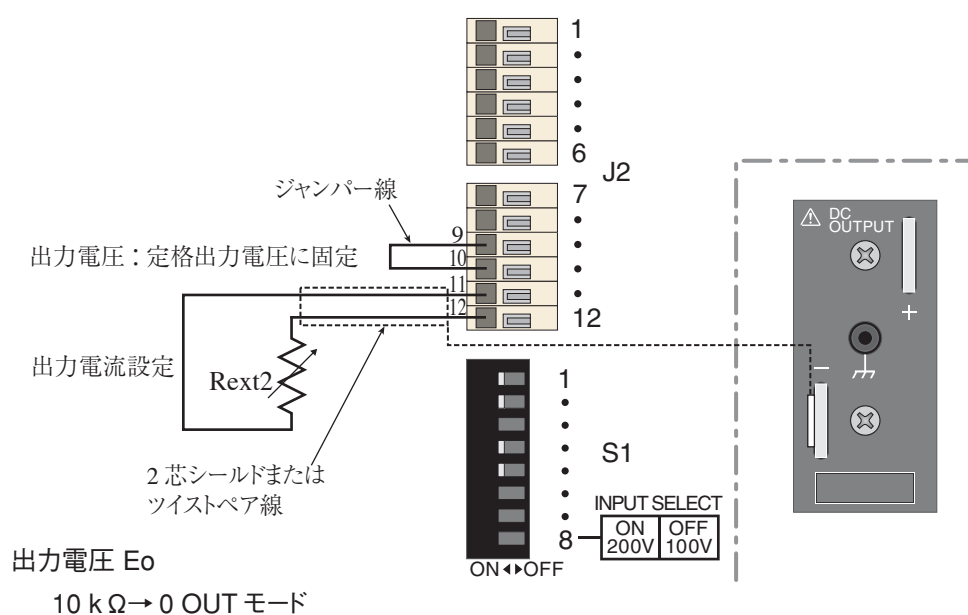 1
6
J2
7
ジャンパー線
9
出力電圧：定格出力電圧に固定
10
11
12
12
出力電流設定
Rext2
2 芯シールドまたは
ツイストペア線
1
S1
INPUT SELECT
8
ON
200V
OFF
100V
ON OFF
DC
OUTPUT
+
−
出力電圧 Eo
10 k Ω→ 0 OUT モード